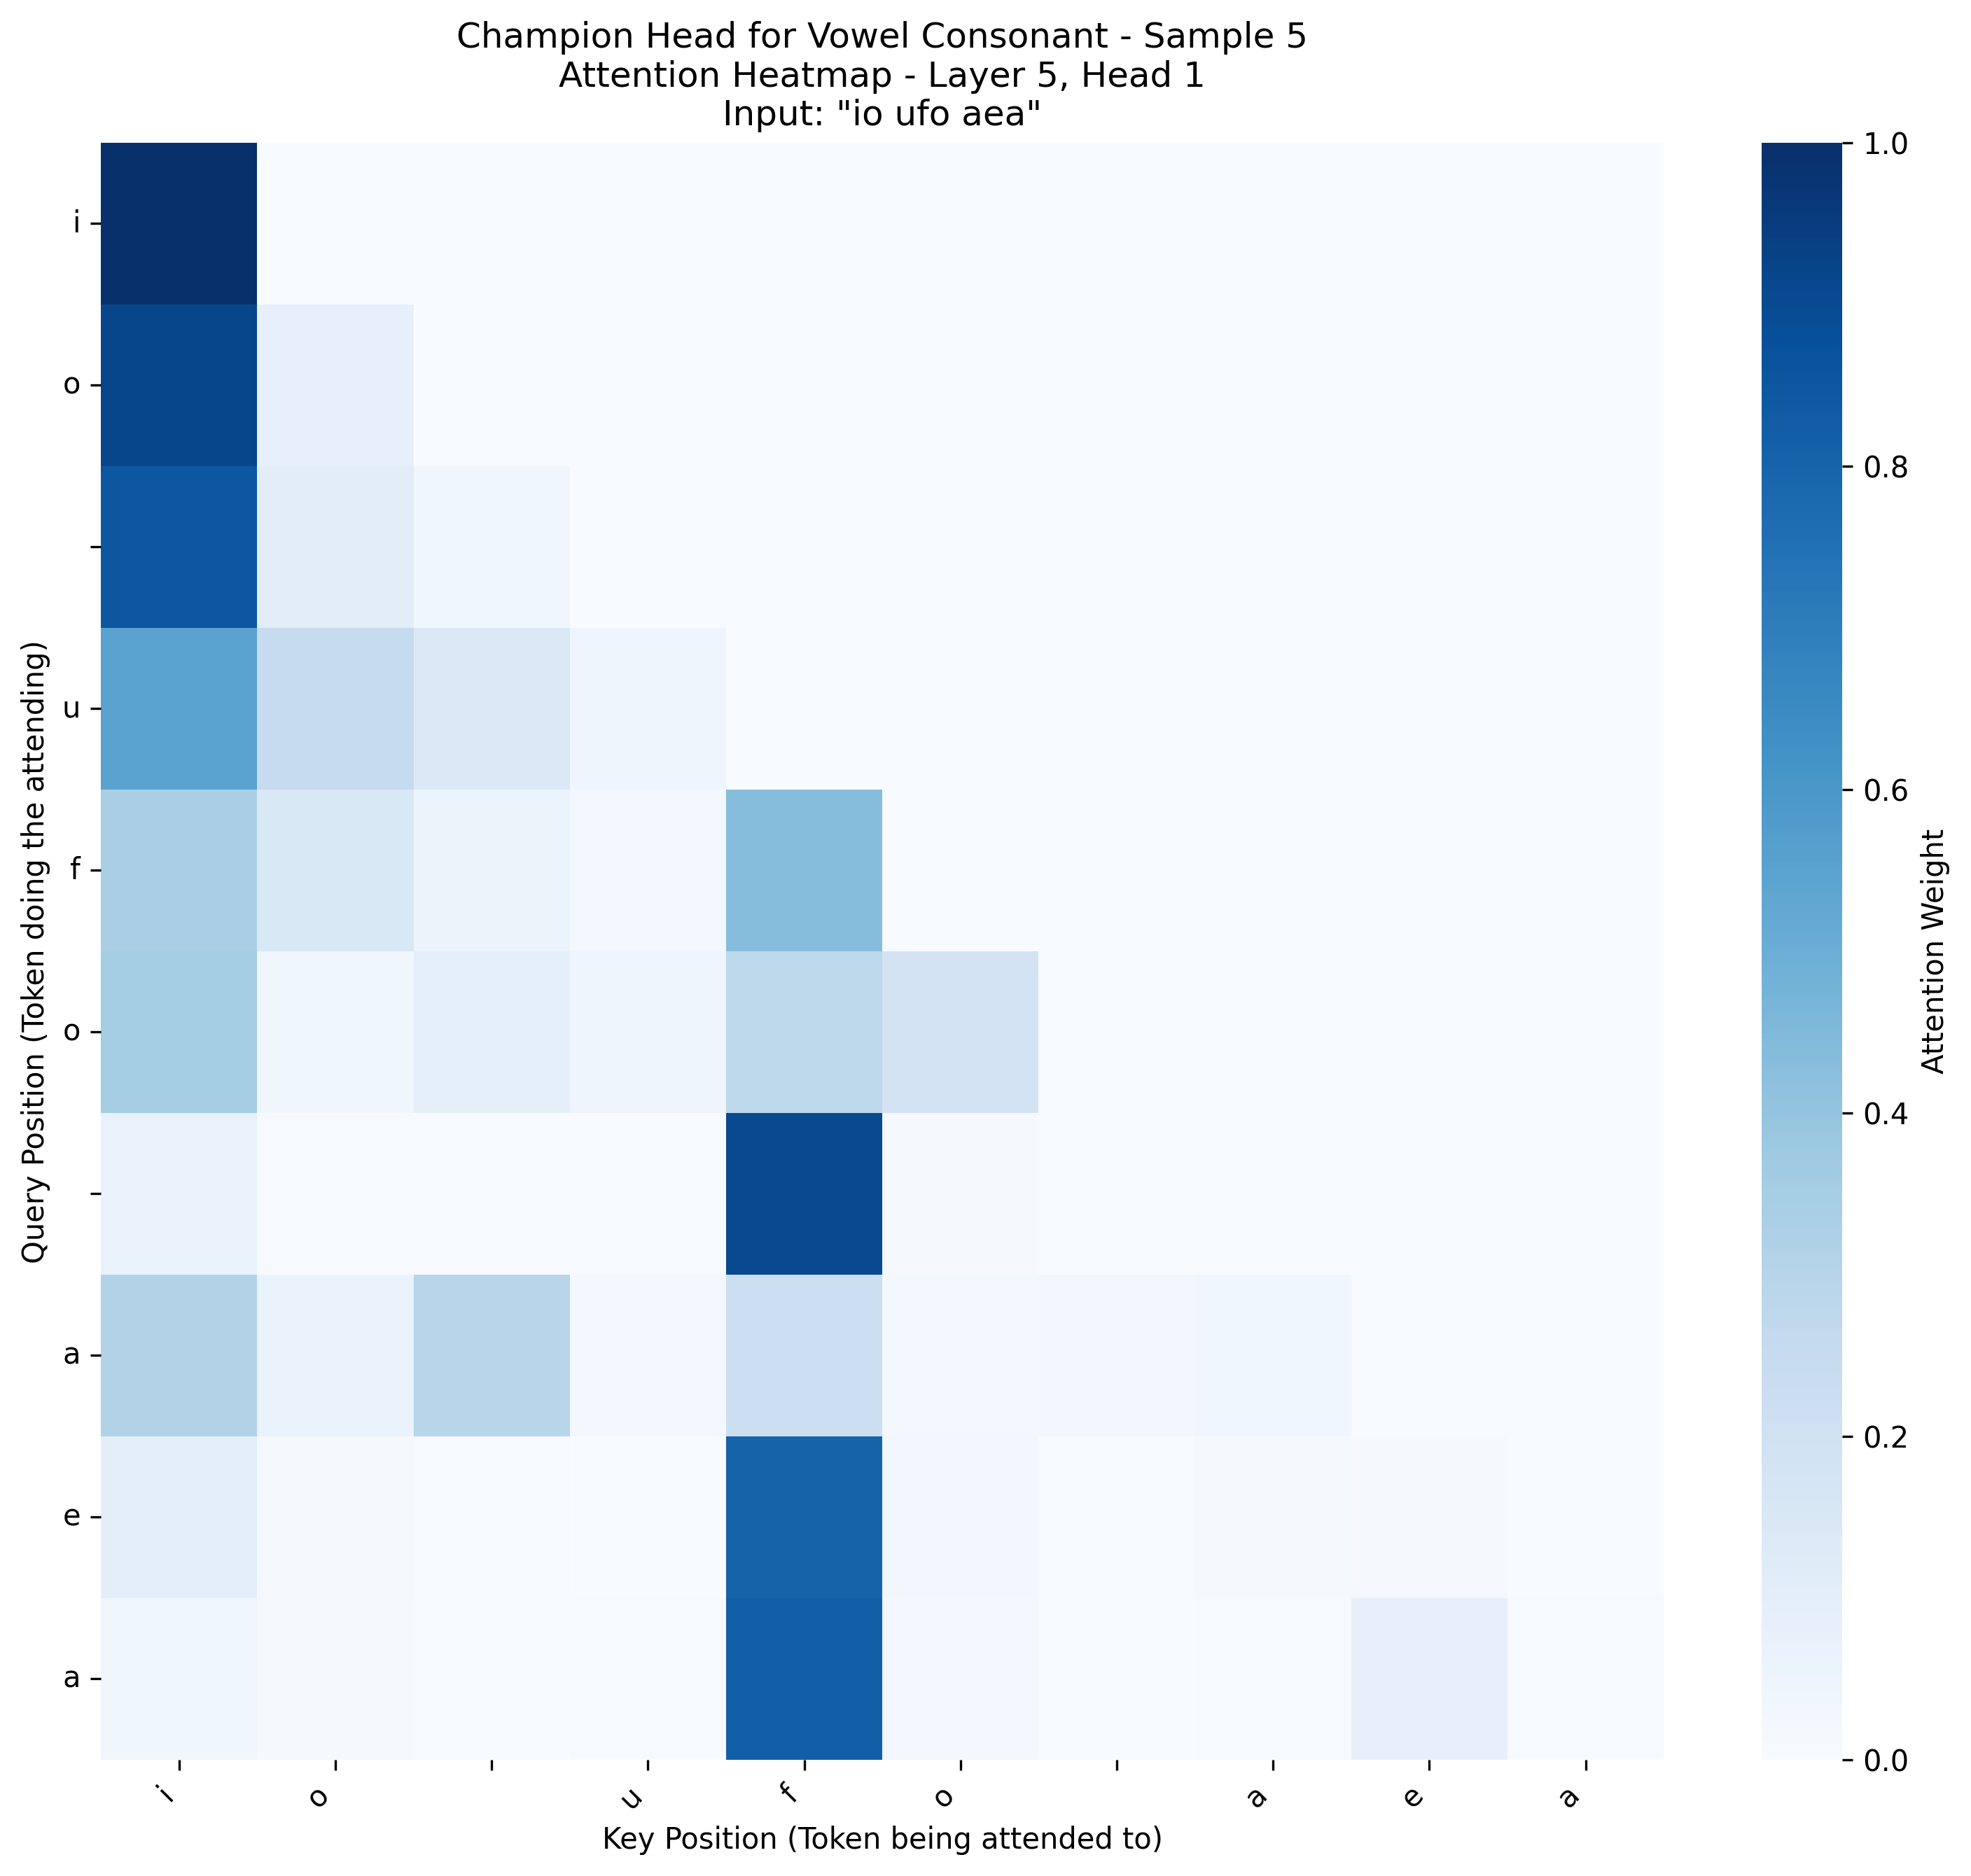 Champion Head for Vowel Consonant - Sample 5
Attention Heatmap - Layer 5, Head 1
Input: "io ufo aea"
Query Position (Token doing the attending)
i
o
u
f
o
a
e
a
i o u f o a e a
Key Position (Token being attended to)
1.0
0.8
0.6
0.4
0.2
0.0
Attention Weight